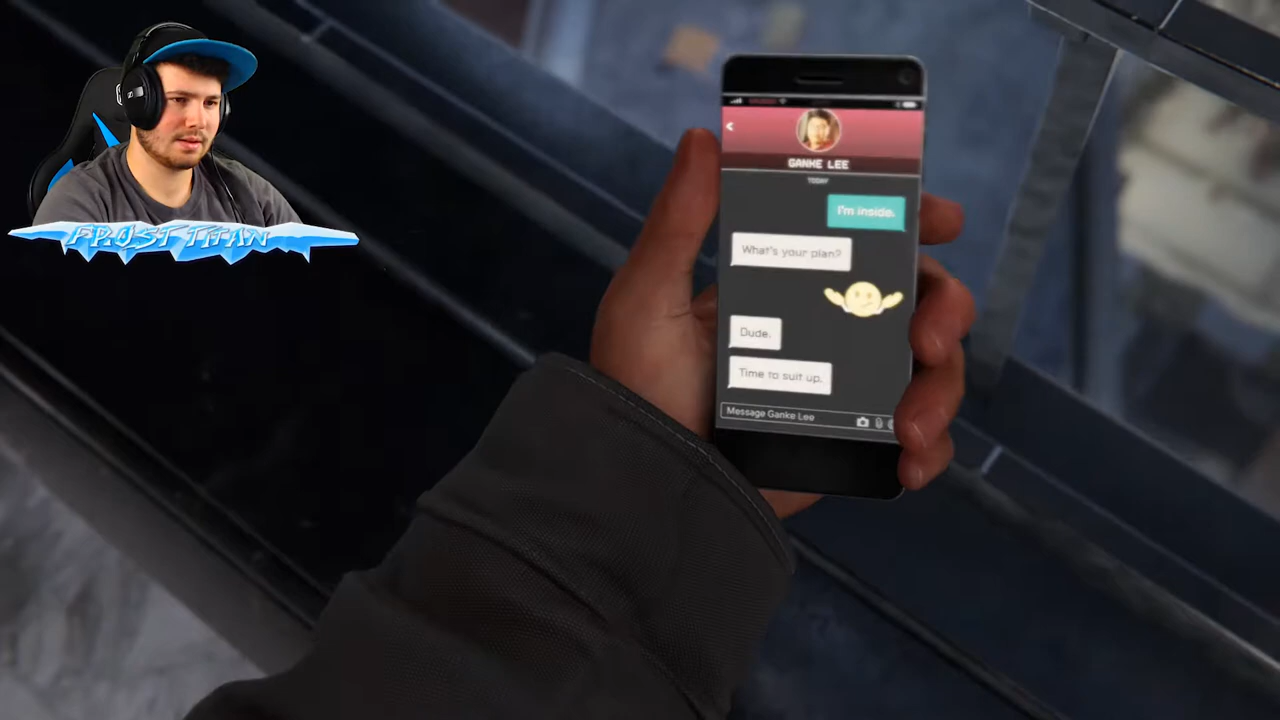 FROST TITAN
GANKE LEE
TODAY
I'm inside.
What's your plan?
Dude.
Time to suit up.
Message Ganke Lee